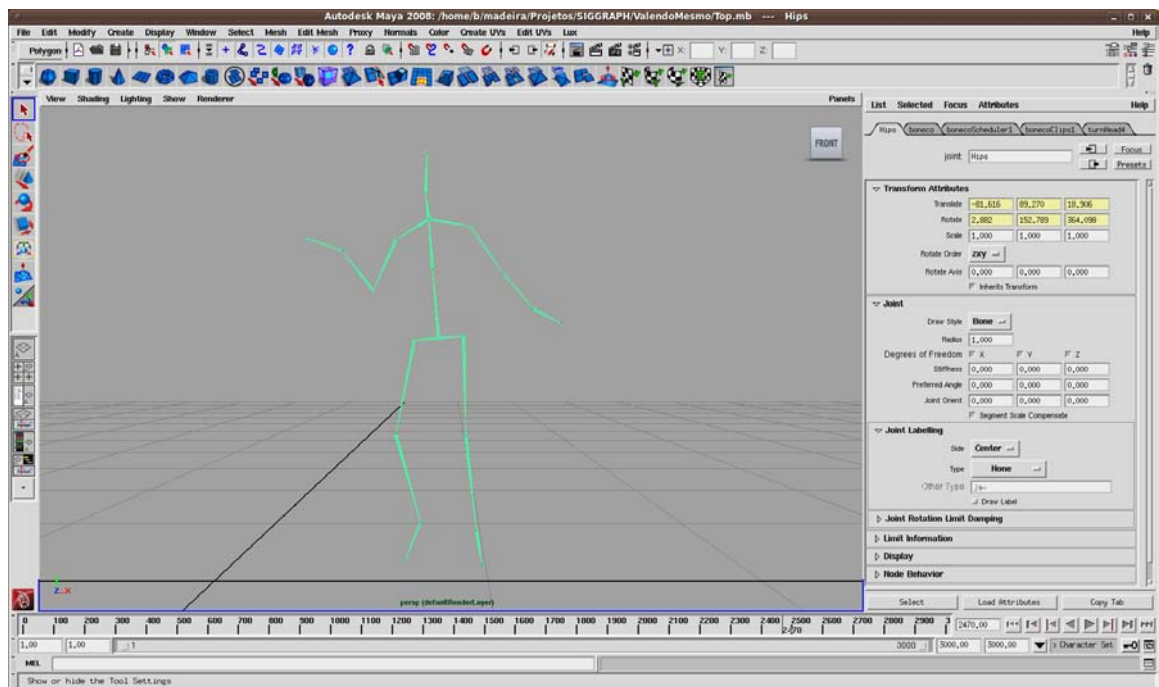 Autodesk Maya 2008: /home/b/madeira/Projetos/SIGGRAPH/ValendoMesmo/Top.mb --- Hips
File Edit Modify Create Display Window Select Mesh Edit Mesh Proxy Normals Color Create UVs Edit UVs Lux Help
Polygon X: Y: Z:
View Shading Lighting Show Renderer Panels
FRONT
persp (defaultRenderLayer)
List Selected Focus Attributes Help
Hips boneco bonecoScheduler1 bonecoClips1 turnHead4
joint: Hips Focus
Presets
Transform Attributes
Translate -81,616 89,270 18,906
Rotate 2,882 152,789 364,098
Scale 1,000 1,000 1,000
Rotate Order zxy
Rotate Axis 0,000 0,000 0,000
Inherits Transform
Joint
Draw Style Bone
Radius 1,000
Degrees of Freedom X Y Z
Stiffness 0,000 0,000 0,000
Preferred Angle 0,000 0,000 0,000
Joint Orient 0,000 0,000 0,000
Segment Scale Compensate
Joint Labelling
Side Center
Type None
Other Type
Draw Label
Joint Rotation Limit Damping
Limit Information
Display
Node Behavior
Select Load Attributes Copy Tab
0 100 200 300 400 500 600 700 800 900 1000 1100 1200 1300 1400 1500 1600 1700 1800 1900 2000 2100 2200 2300 2400 2500 2600 2700 2800 2900 3 2470,00
2470
1,00 1,00 1 3000 3000,00 3000,00 Character Set
MEL
Show or hide the Tool Settings